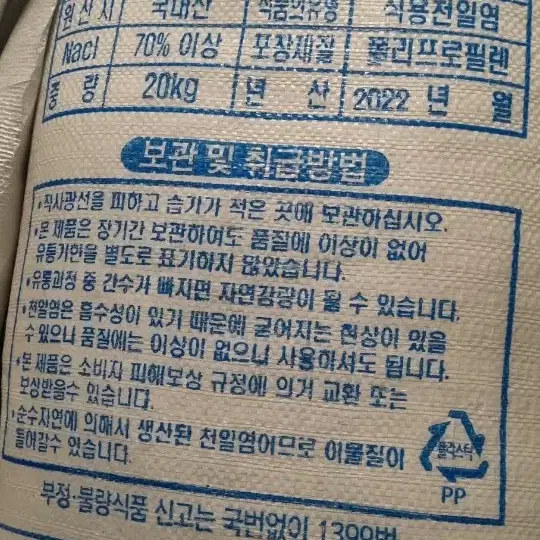 원산지 국내산 식품의유형 식용천일염
Nacl 70% 이상 포장재질 폴리프로필렌
중 량 20kg 년 산 2022 년 월
보관 및 취급방법
•직사광선을 피하고 습기가 적은 곳에 보관하십시오.
•본 제품은 장기간 보관하여도 품질에 이상이 없어
유통기한을 별도로 표기하지 않았습니다.
•유통과정 중 간수가 빠지면 자연감량이 될 수 있습니다.
•천일염은 흡수성이 있기 때문에 굳어지는 현상이 있을
수 있으나 품질에는 이상이 없으니 사용하셔도 됩니다.
•본 제품은 소비자 피해보상 규정에 의거 교환 또는
보상받을수 있습니다.
•순수자연에 의해서 생산된 천일염이므로 이물질이
들어갈수 있습니다.
플라스틱
PP
부정·불량식품 신고는 국번없이 1399번